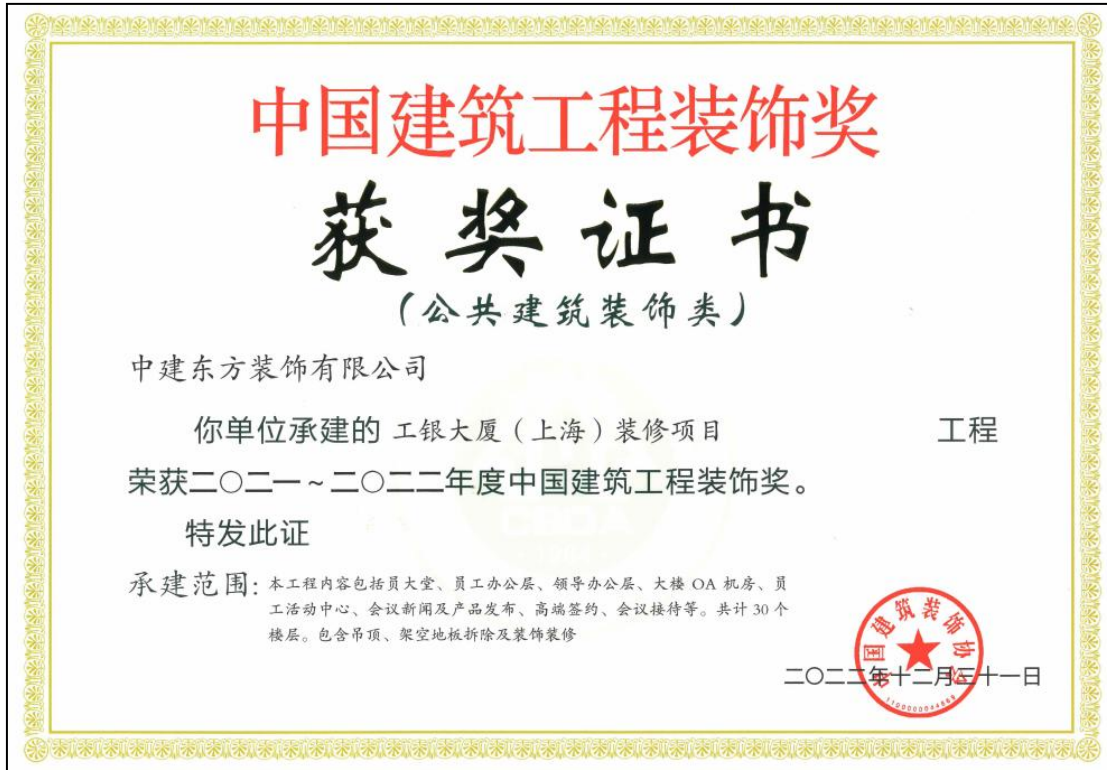 中国建筑工程装饰奖
获奖证书
(公共建筑装饰类)
中建东方装饰有限公司
你单位承建的 工银大厦(上海)装修项目 工程
荣获二〇二一~二〇二二年度中国建筑工程装饰奖。
特发此证
承建范围: 本工程内容包括员大堂、员工办公层、领导办公层、大楼 OA 机房、员
工活动中心、会议新闻及产品发布、高端签约、会议接待等。共计 30 个
楼层。包含吊顶、架空地板拆除及装饰装修
中国建筑装饰协会
二〇二二年十二月三十一日